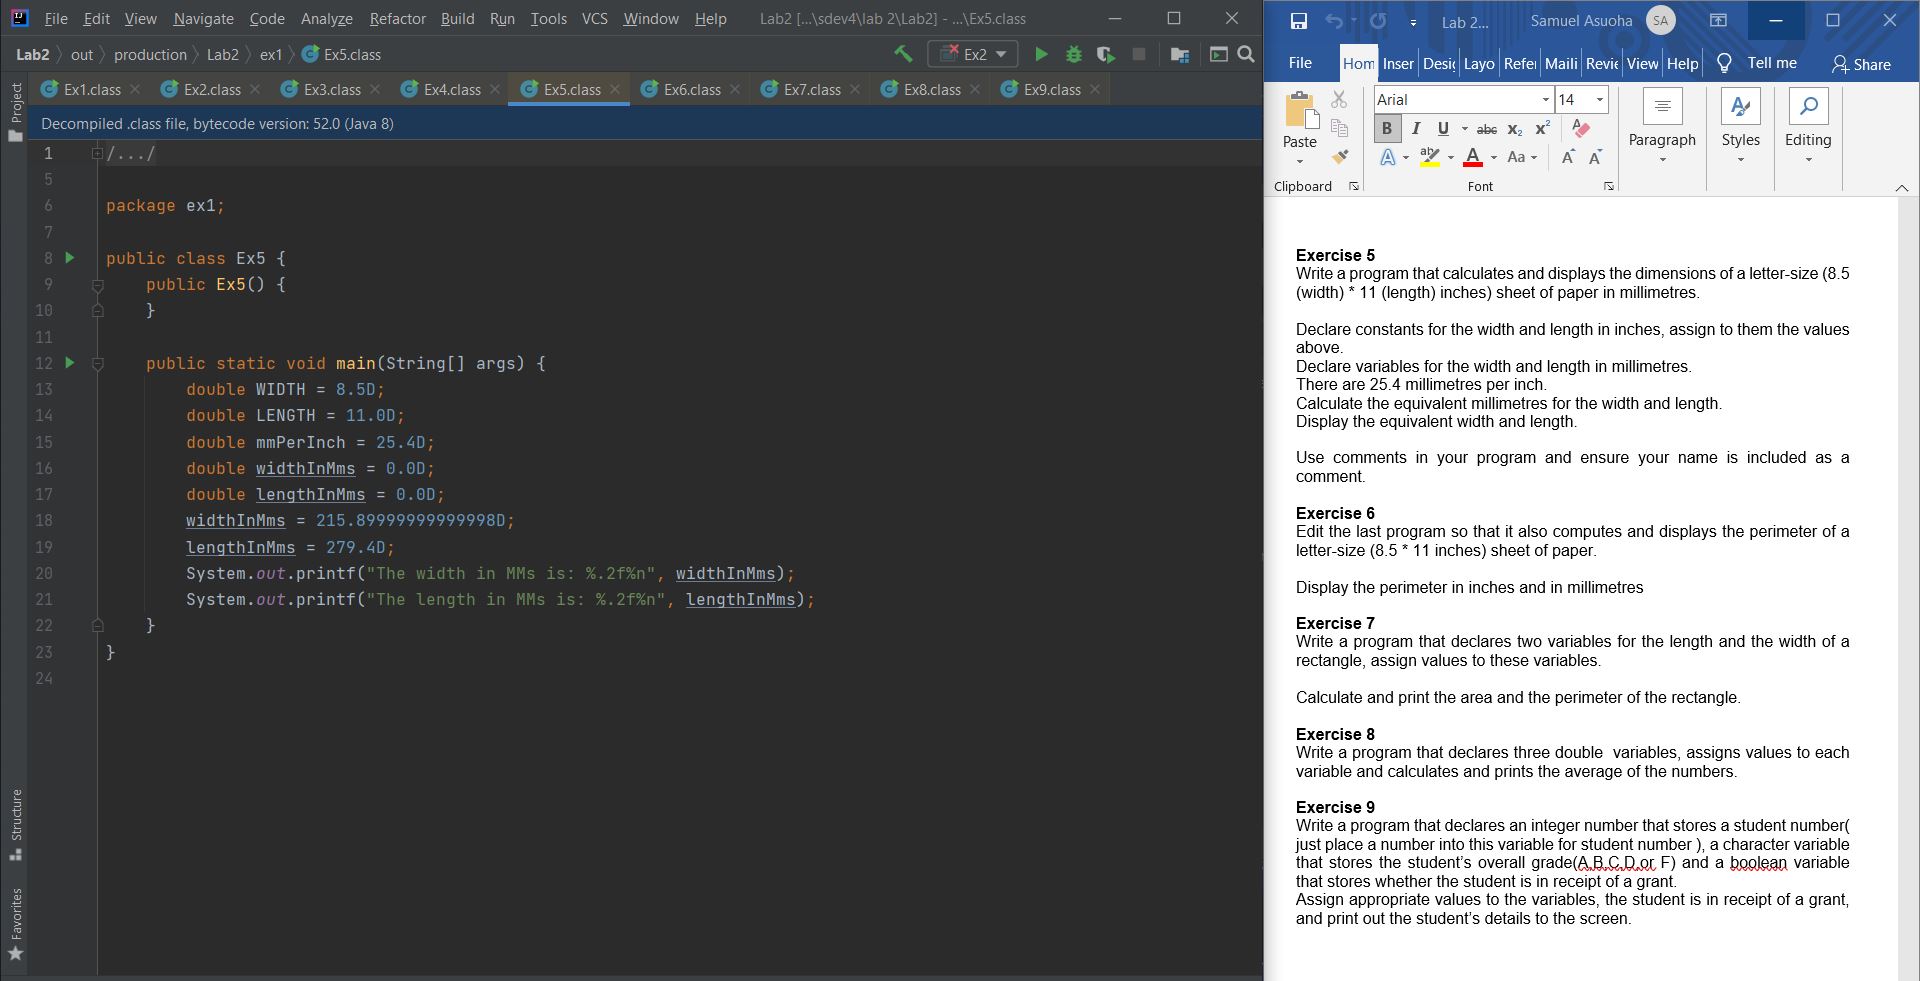 File Edit View Navigate Code Analyze Refactor Build Run Tools VCS Window Help Lab2 [...\sdev4\lab 2\Lab2] - ...\Ex5.class
Lab2 out production Lab2 ex1 Ex5.class Ex2
Ex1.class Ex2.class Ex3.class Ex4.class Ex5.class Ex6.class Ex7.class Ex8.class Ex9.class
Decompiled .class file, bytecode version: 52.0 (Java 8)
Project
Structure
Favorites
1 /.../
5
6 package ex1;
7
8 public class Ex5 {
9 public Ex5() {
10 }
11
12 public static void main(String[] args) {
13 double WIDTH = 8.5D;
14 double LENGTH = 11.0D;
15 double mmPerInch = 25.4D;
16 double widthInMms = 0.0D;
17 double lengthInMms = 0.0D;
18 widthInMms = 215.89999999999998D;
19 lengthInMms = 279.4D;
20 System.out.printf("The width in MMs is: %.2f%n", widthInMms);
21 System.out.printf("The length in MMs is: %.2f%n", lengthInMms);
22 }
23 }
24
Lab 2... Samuel Asuoha SA
File Hom Inser Desig Layo Refer Maili Revie View Help Tell me Share
Paste
Arial 14
B I U abc X₂ X²
A ab A Aa A A
Paragraph Styles Editing
Clipboard Font
Exercise 5
Write a program that calculates and displays the dimensions of a letter-size (8.5
(width) * 11 (length) inches) sheet of paper in millimetres.
Declare constants for the width and length in inches, assign to them the values
above.
Declare variables for the width and length in millimetres.
There are 25.4 millimetres per inch.
Calculate the equivalent millimetres for the width and length.
Display the equivalent width and length.
Use comments in your program and ensure your name is included as a
comment.
Exercise 6
Edit the last program so that it also computes and displays the perimeter of a
letter-size (8.5 * 11 inches) sheet of paper.
Display the perimeter in inches and in millimetres
Exercise 7
Write a program that declares two variables for the length and the width of a
rectangle, assign values to these variables.
Calculate and print the area and the perimeter of the rectangle.
Exercise 8
Write a program that declares three double variables, assigns values to each
variable and calculates and prints the average of the numbers.
Exercise 9
Write a program that declares an integer number that stores a student number(
just place a number into this variable for student number ), a character variable
that stores the student's overall grade(A,B,C,D,or F) and a boolean variable
that stores whether the student is in receipt of a grant.
Assign appropriate values to the variables, the student is in receipt of a grant,
and print out the student's details to the screen.